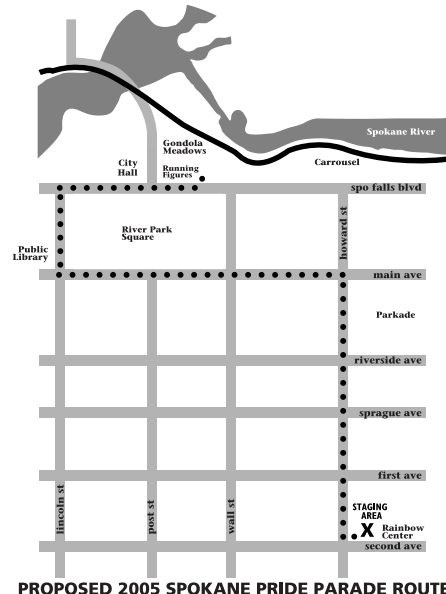 Spokane River
Gondola
Meadows
Carrousel
City
Hall
Running
Figures
spo falls blvd
River Park
Square
howard st
Public
Library
main ave
Parkade
riverside ave
sprague ave
first ave
lincoln st
post st
wall st
STAGING
AREA
X
Rainbow
Center
second ave
PROPOSED 2005 SPOKANE PRIDE PARADE ROUTE